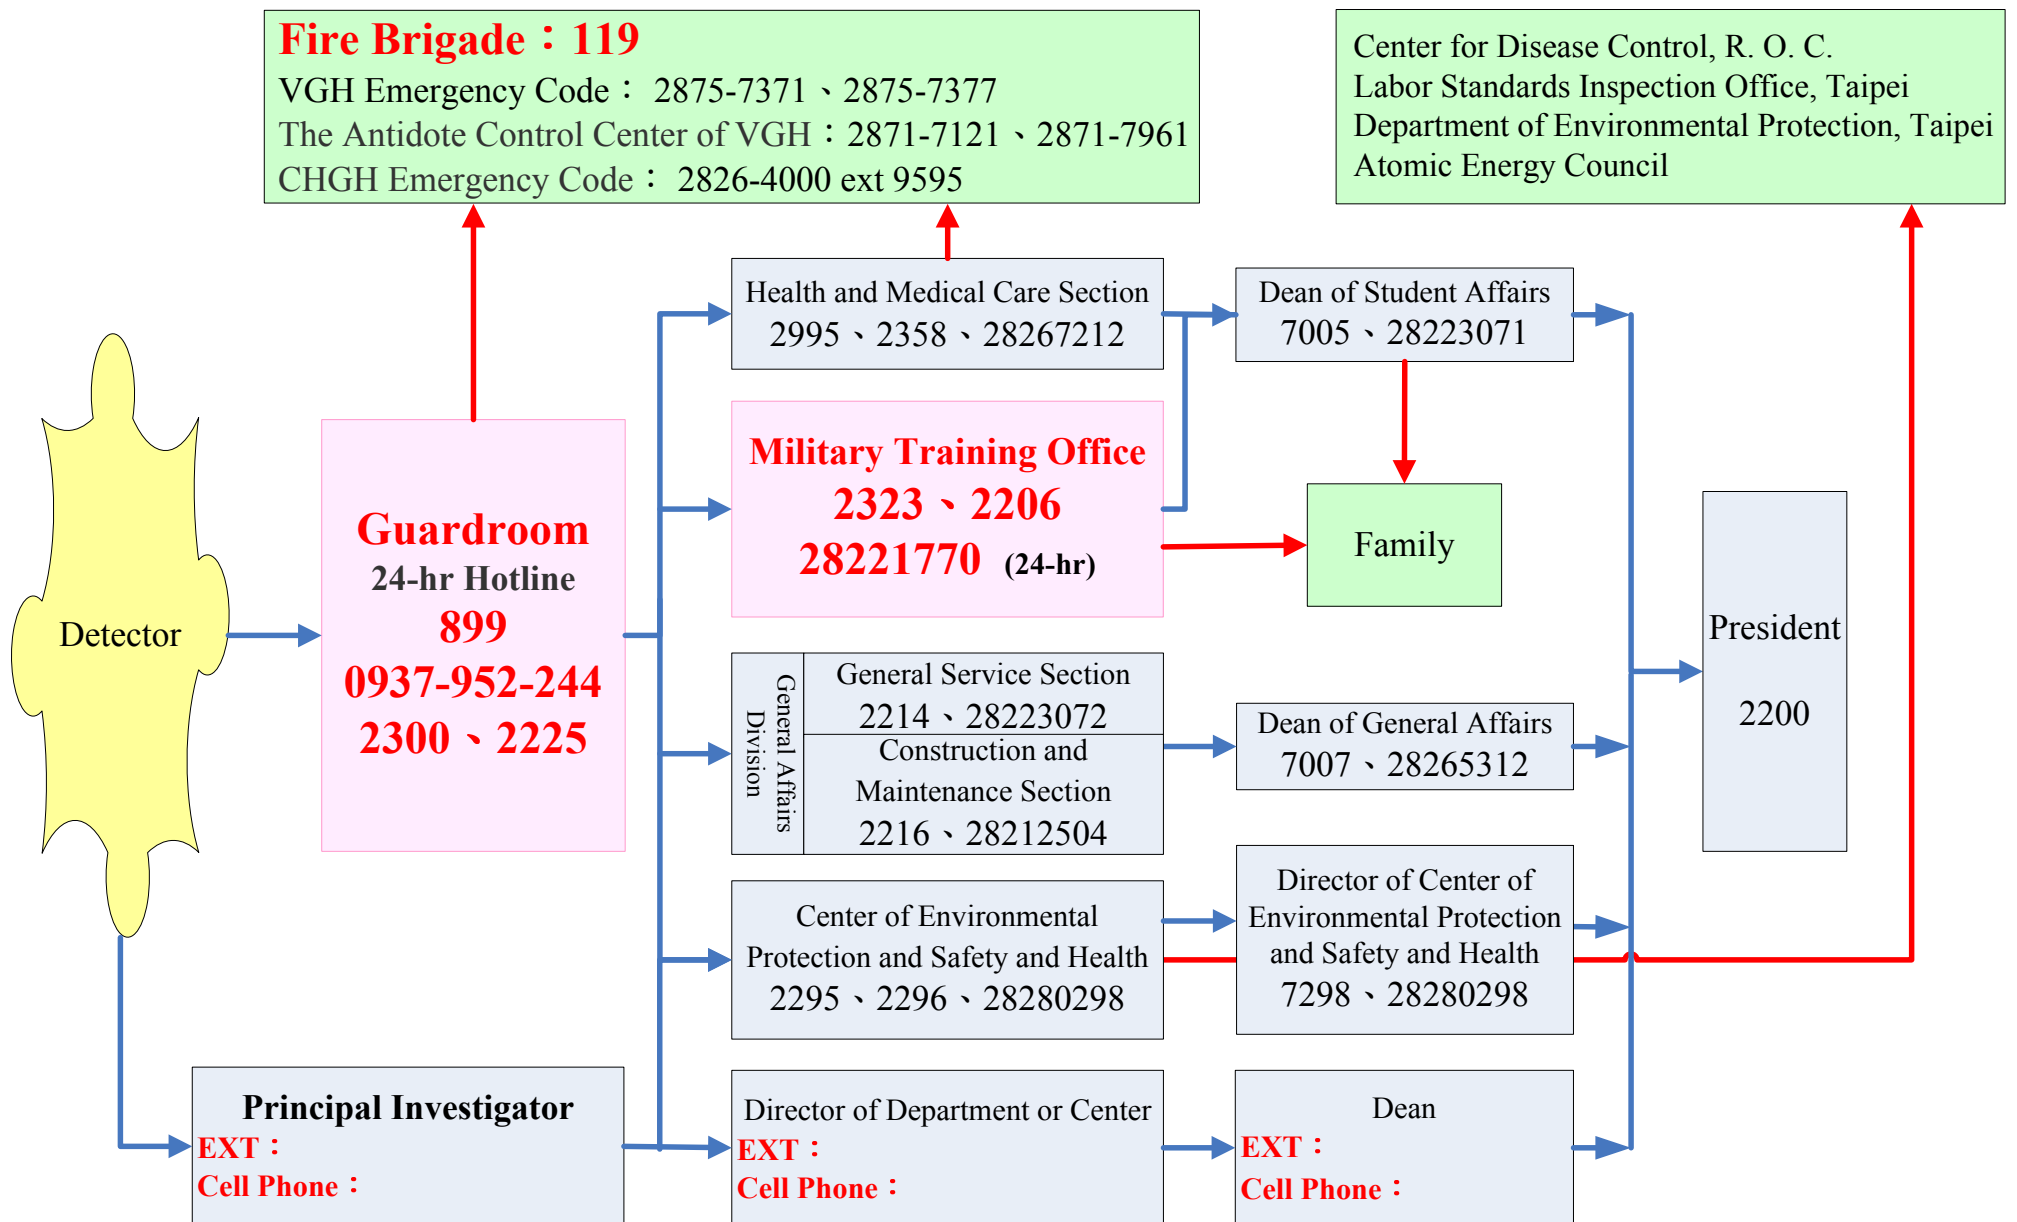 Fire Brigade：119
VGH Emergency Code： 2875-7371、2875-7377
The Antidote Control Center of VGH：2871-7121、2871-7961
CHGH Emergency Code： 2826-4000 ext 9595
Center for Disease Control, R. O. C.
Labor Standards Inspection Office, Taipei
Department of Environmental Protection, Taipei
Atomic Energy Council
Detector
Guardroom
24-hr Hotline
899
0937-952-244
2300、2225
Principal Investigator
EXT：
Cell Phone：
Health and Medical Care Section
2995、2358、28267212
Military Training Office
2323、2206
28221770 (24-hr)
General Affairs
Division
General Service Section
2214、28223072
Construction and
Maintenance Section
2216、28212504
Center of Environmental
Protection and Safety and Health
2295、2296、28280298
Director of Department or Center
EXT：
Cell Phone：
Dean of Student Affairs
7005、28223071
Family
Dean of General Affairs
7007、28265312
Director of Center of
Environmental Protection
and Safety and Health
7298、28280298
Dean
EXT：
Cell Phone：
President
2200